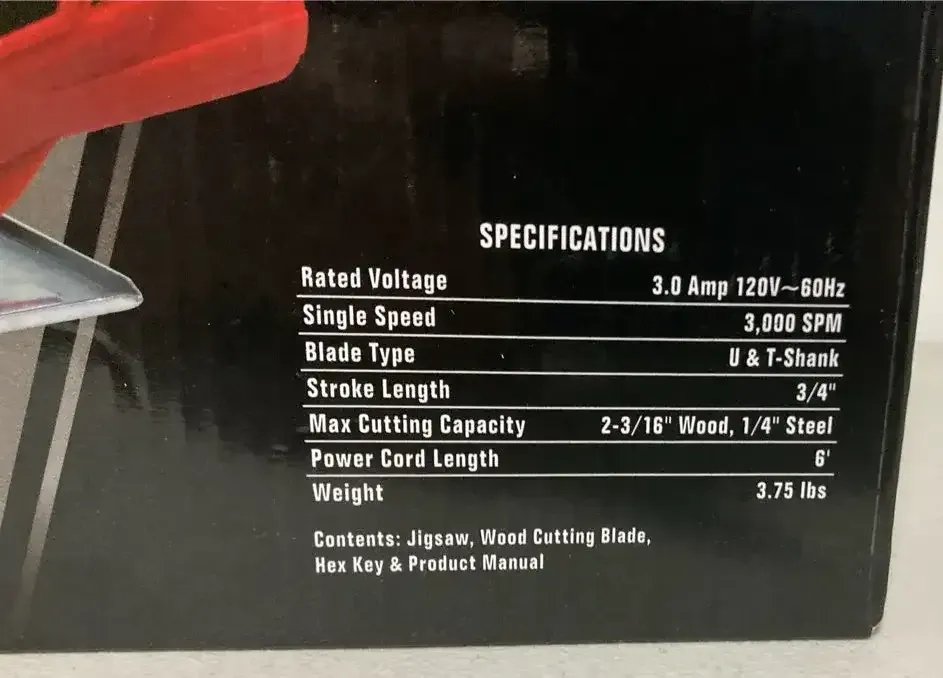 SPECIFICATIONS
Rated Voltage 3.0 Amp 120V~60Hz
Single Speed 3,000 SPM
Blade Type U & T-Shank
Stroke Length 3/4"
Max Cutting Capacity 2-3/16" Wood, 1/4" Steel
Power Cord Length 6'
Weight 3.75 lbs
Contents: Jigsaw, Wood Cutting Blade,
Hex Key & Product Manual